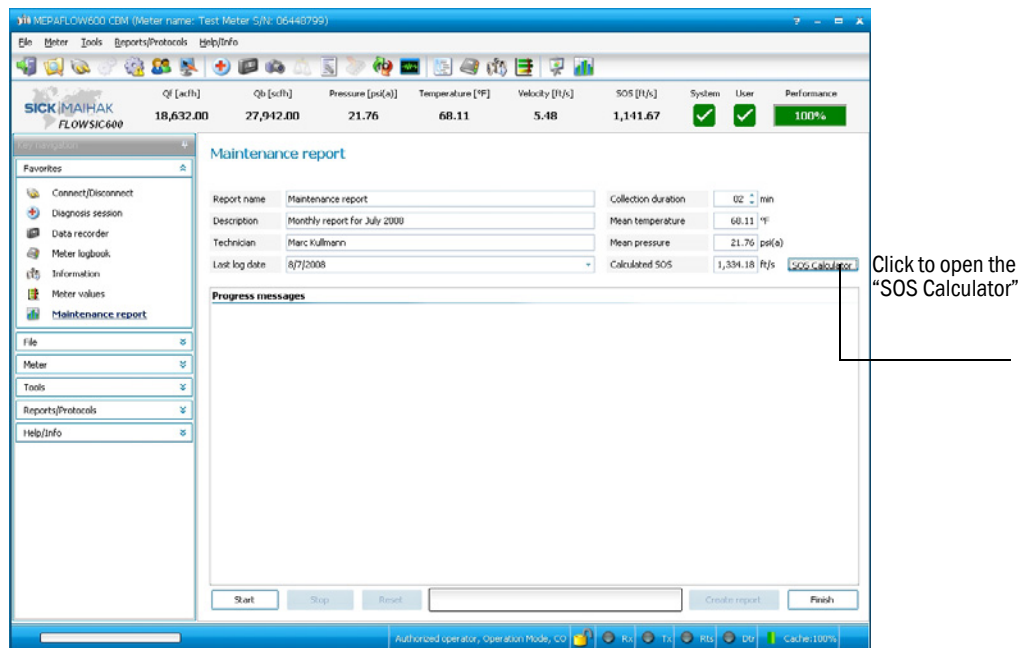 MEPAFLOW600 CBM (Meter name: Test Meter S/N: 06448799)
File Meter Tools Reports/Protocols Help/Info
SICK MAIHAK
FLOWSIC600
Qf [acfh] Qb [scfh] Pressure [psi(a)] Temperature [°F] Velocity [ft/s] SOS [ft/s] System User Performance
18,632.00 27,942.00 21.76 68.11 5.48 1,141.67 100%
Key navigation
Favorites
Connect/Disconnect
Diagnosis session
Data recorder
Meter logbook
Information
Meter values
Maintenance report
File
Meter
Tools
Reports/Protocols
Help/Info
Maintenance report
Report name Maintenance report Collection duration 02 min
Description Monthly report for July 2008 Mean temperature 68.11 °F
Technician Marc Kullmann Mean pressure 21.76 psi(a)
Last log date 8/7/2008 Calculated SOS 1,334.18 ft/s SOS Calculator
Progress messages
Start Stop Reset Create report Finish
Authorized operator, Operation Mode, CO Rx Tx Rts Dtr Cache:100%
Click to open the
“SOS Calculator”